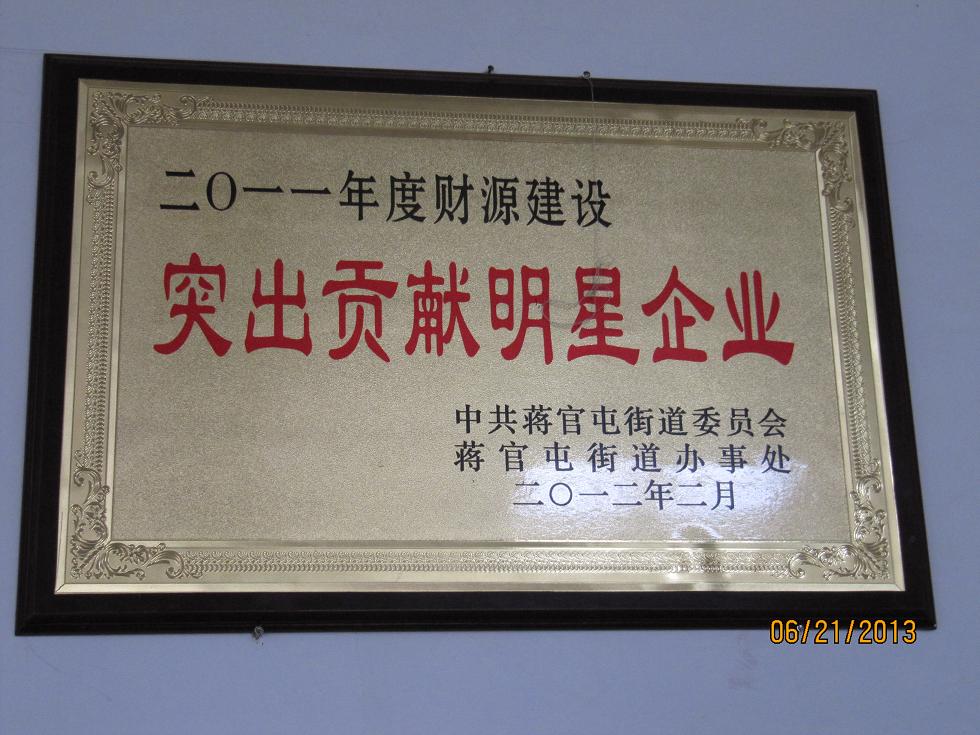 二〇一一年度财源建设
突出贡献明星企业
中共蒋官屯街道委员会
蒋官屯街道办事处
二〇一二年二月
06/21/2013